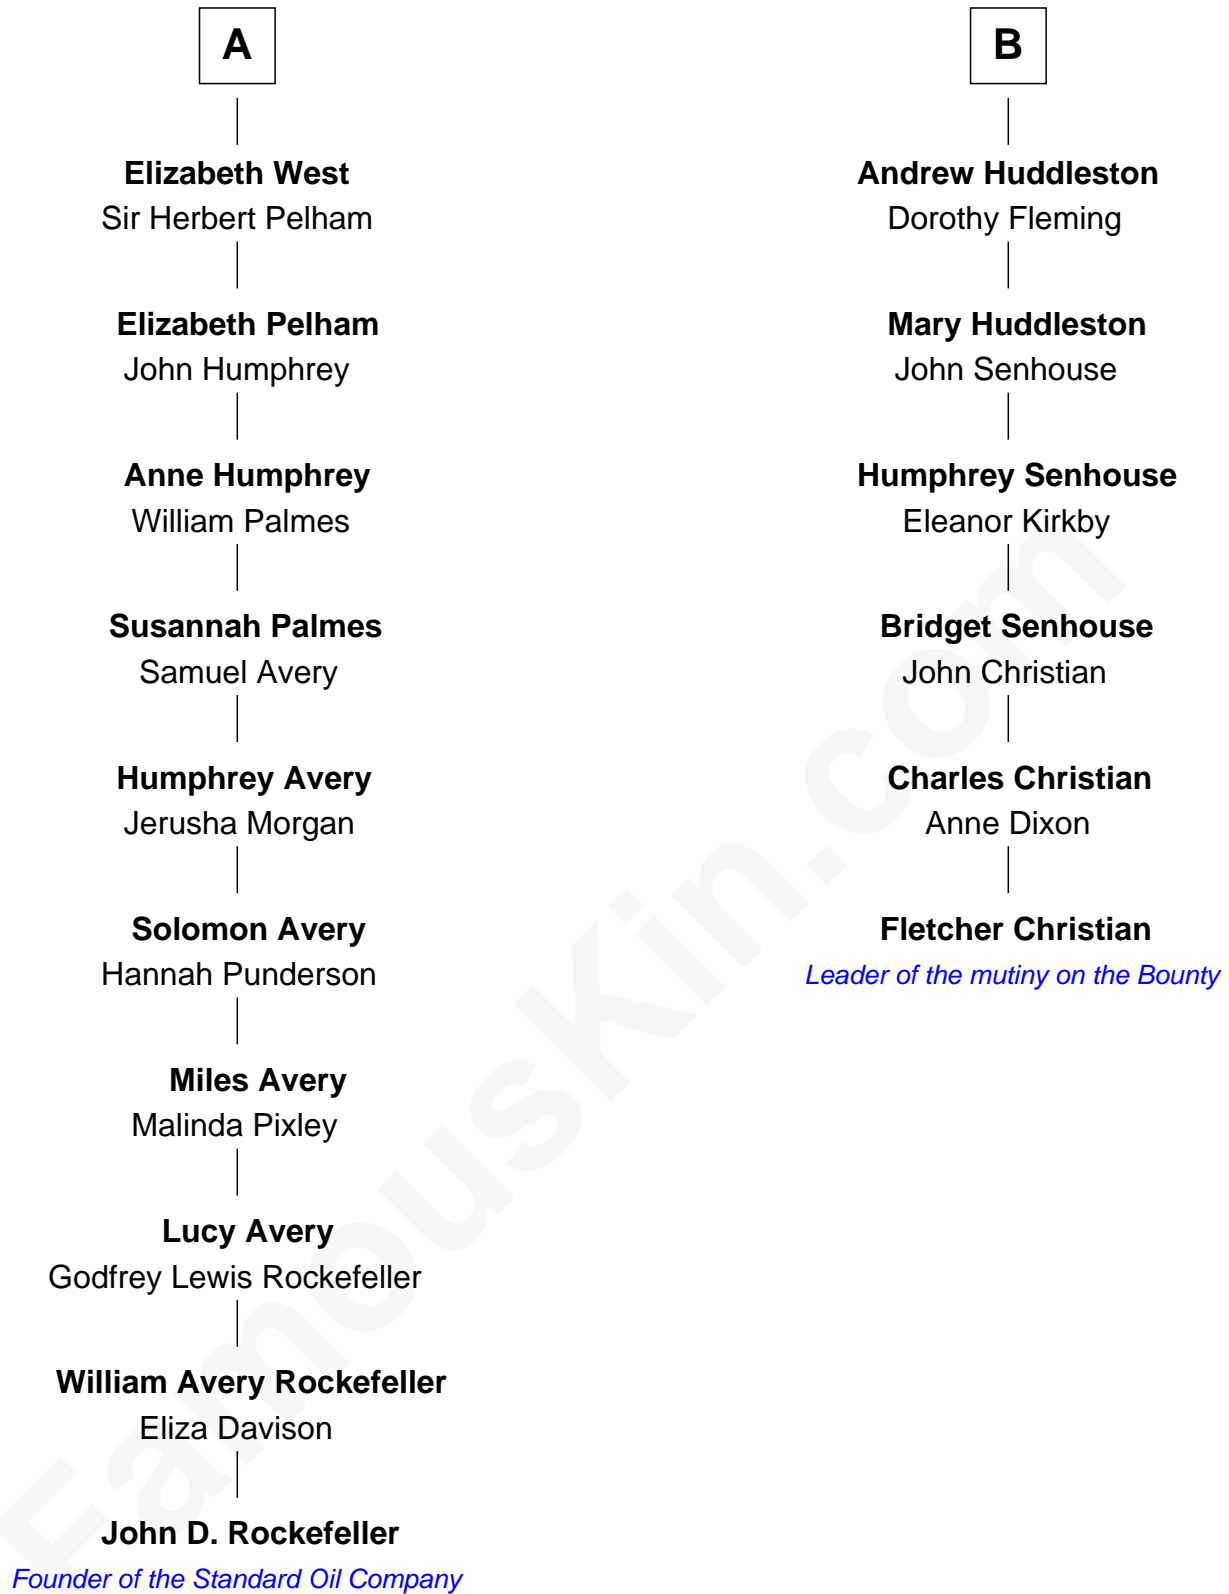 A
Elizabeth West
Sir Herbert Pelham
Elizabeth Pelham
John Humphrey
Anne Humphrey
William Palmes
Susannah Palmes
Samuel Avery
Humphrey Avery
Jerusha Morgan
Solomon Avery
Hannah Punderson
Miles Avery
Malinda Pixley
Lucy Avery
Godfrey Lewis Rockefeller
William Avery Rockefeller
Eliza Davison
John D. Rockefeller
Founder of the Standard Oil Company
B
Andrew Huddleston
Dorothy Fleming
Mary Huddleston
John Senhouse
Humphrey Senhouse
Eleanor Kirkby
Bridget Senhouse
John Christian
Charles Christian
Anne Dixon
Fletcher Christian
Leader of the mutiny on the Bounty
FamousKin.com